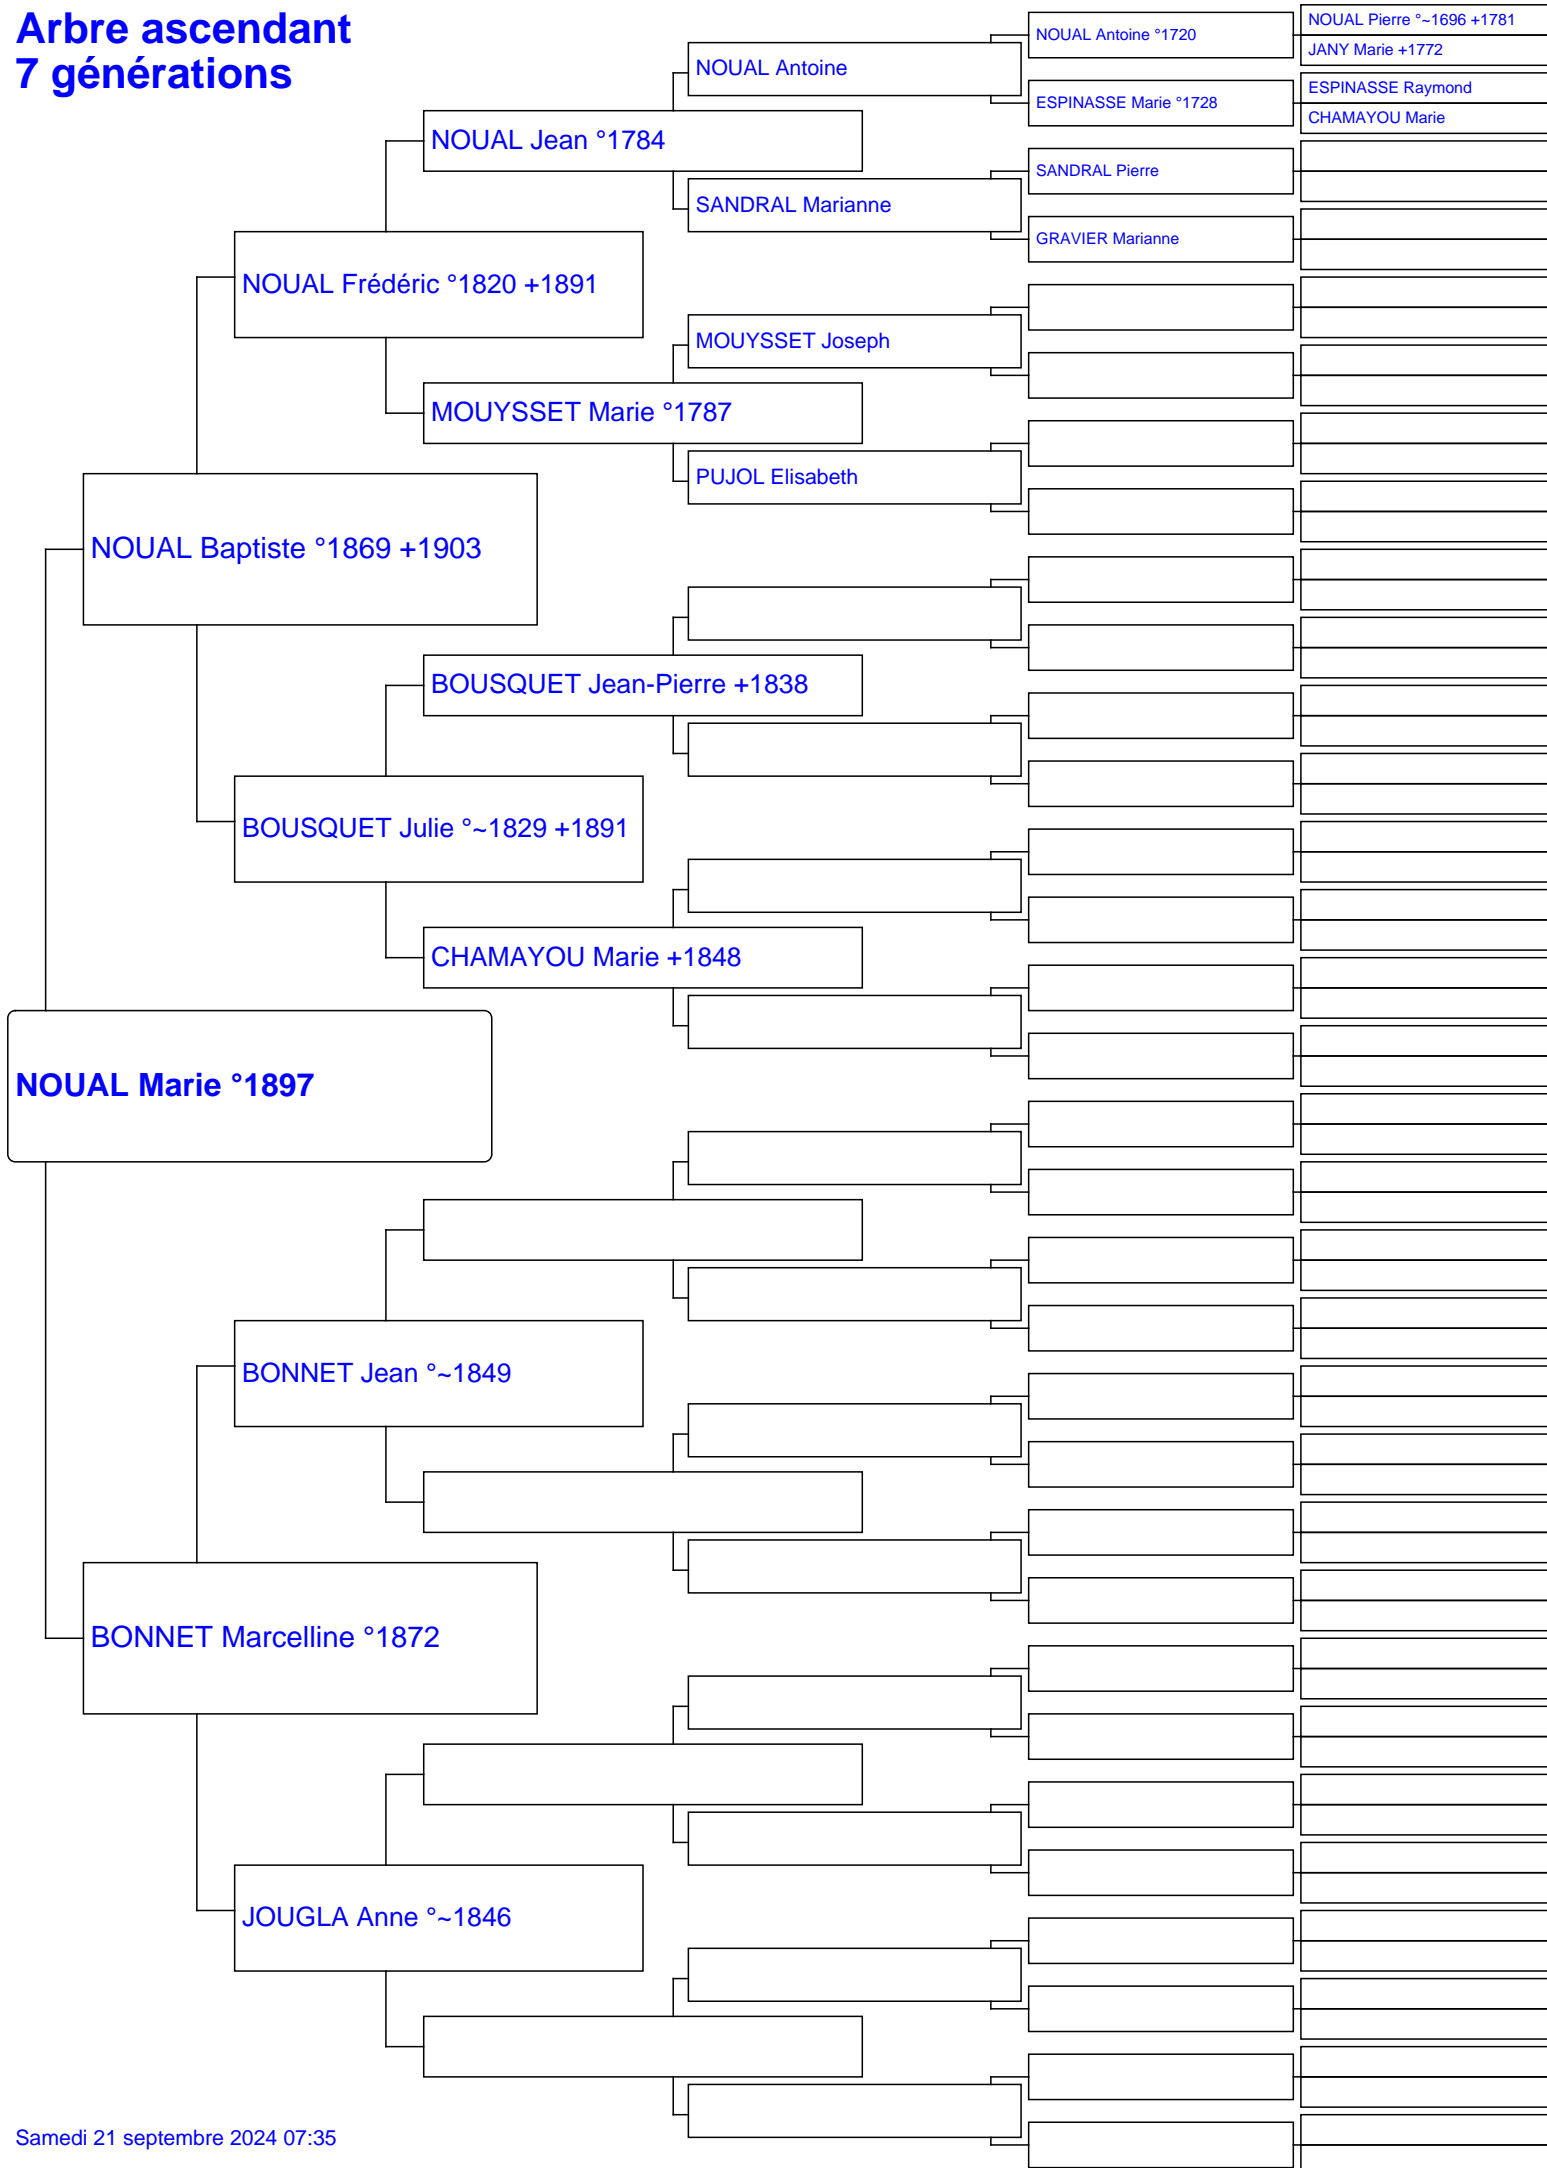 Arbre ascendant
7 générations
NOUAL Pierre °~1696 +1781
NOUAL Antoine °1720
JANY Marie +1772
NOUAL Antoine
ESPINASSE Raymond
ESPINASSE Marie °1728
CHAMAYOU Marie
NOUAL Jean °1784
SANDRAL Pierre
SANDRAL Marianne
GRAVIER Marianne
NOUAL Frédéric °1820 +1891
MOUYSSET Joseph
MOUYSSET Marie °1787
PUJOL Elisabeth
NOUAL Baptiste °1869 +1903
BOUSQUET Jean-Pierre +1838
BOUSQUET Julie °~1829 +1891
CHAMAYOU Marie +1848
NOUAL Marie °1897
BONNET Jean °~1849
BONNET Marcelline °1872
JOUGLA Anne °~1846
Samedi 21 septembre 2024 07:35